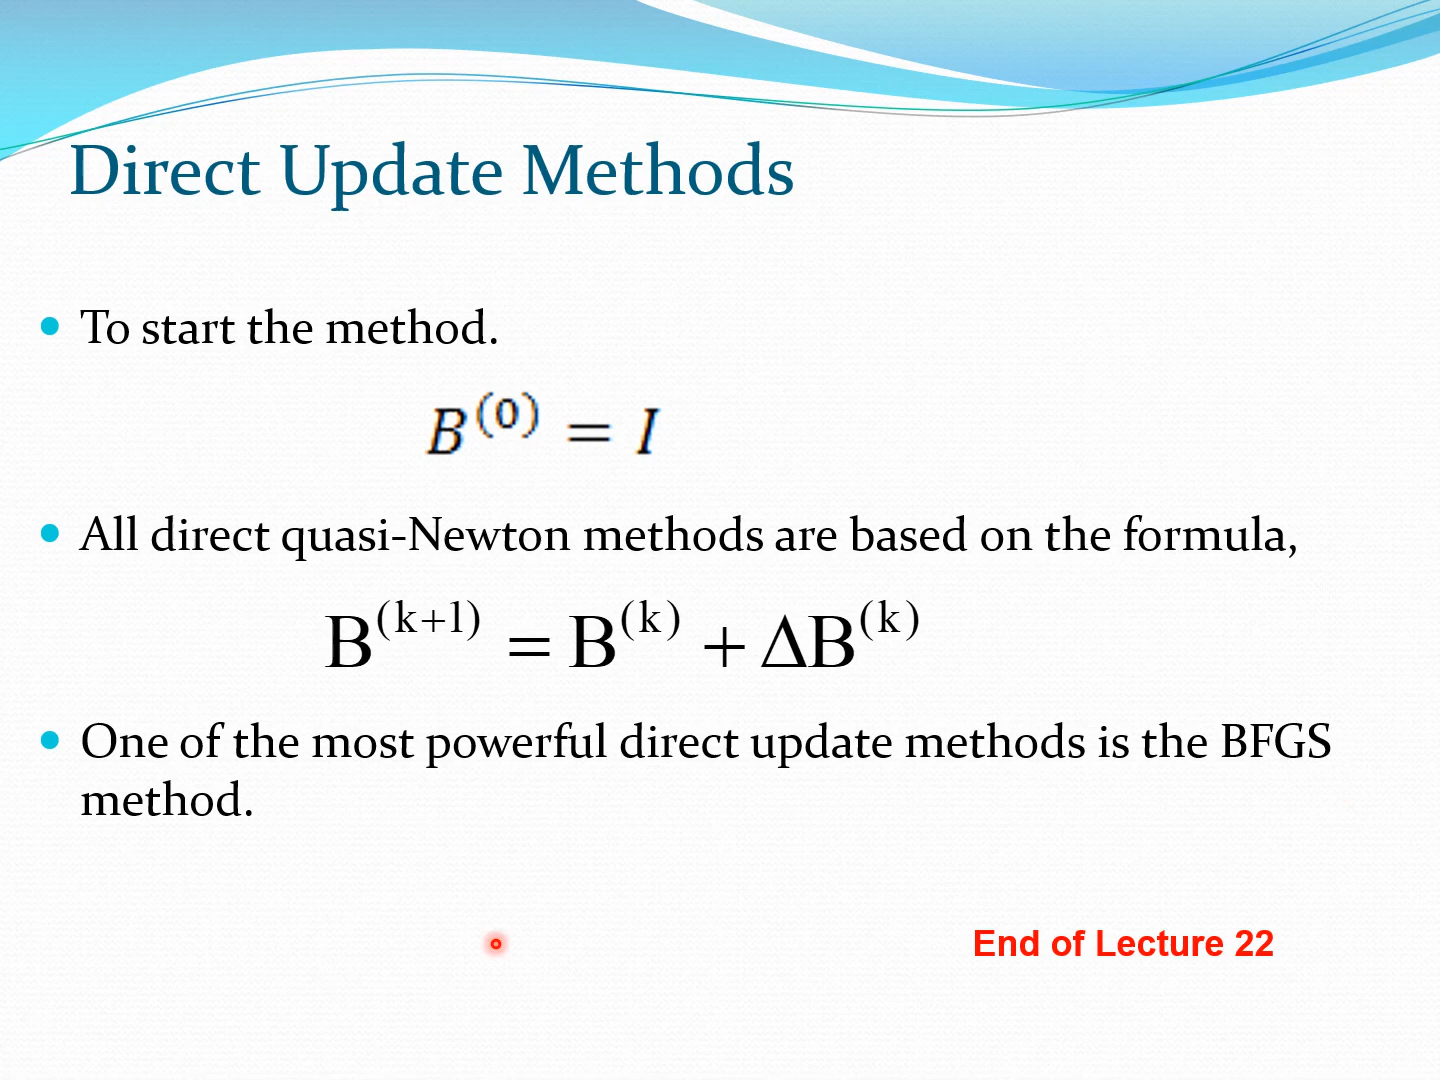 Direct Update Methods
• To start the method.
B^(0) = I
• All direct quasi-Newton methods are based on the formula,
B^(k+1) = B^(k) + ΔB^(k)
• One of the most powerful direct update methods is the BFGS
method.
End of Lecture 22